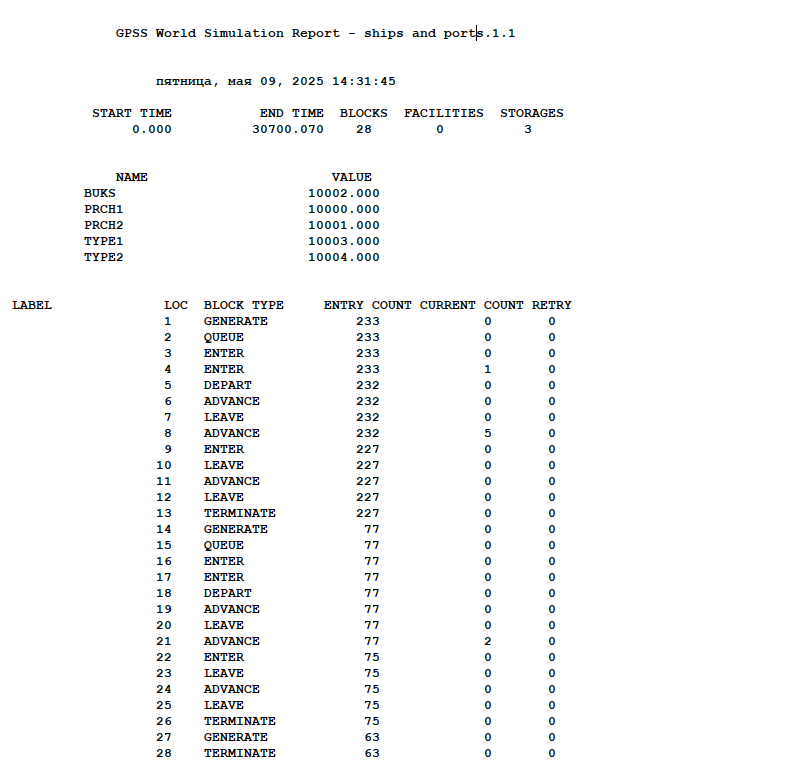 GPSS World Simulation Report - ships and ports.1.1
пятница, мая 09, 2025 14:31:45
START TIME END TIME BLOCKS FACILITIES STORAGES
0.000 30700.070 28 0 3
NAME VALUE
BUKS 10002.000
PRCH1 10000.000
PRCH2 10001.000
TYPE1 10003.000
TYPE2 10004.000
LABEL LOC BLOCK TYPE ENTRY COUNT CURRENT COUNT RETRY
1 GENERATE 233 0 0
2 QUEUE 233 0 0
3 ENTER 233 0 0
4 ENTER 233 1 0
5 DEPART 232 0 0
6 ADVANCE 232 0 0
7 LEAVE 232 0 0
8 ADVANCE 232 5 0
9 ENTER 227 0 0
10 LEAVE 227 0 0
11 ADVANCE 227 0 0
12 LEAVE 227 0 0
13 TERMINATE 227 0 0
14 GENERATE 77 0 0
15 QUEUE 77 0 0
16 ENTER 77 0 0
17 ENTER 77 0 0
18 DEPART 77 0 0
19 ADVANCE 77 0 0
20 LEAVE 77 0 0
21 ADVANCE 77 2 0
22 ENTER 75 0 0
23 LEAVE 75 0 0
24 ADVANCE 75 0 0
25 LEAVE 75 0 0
26 TERMINATE 75 0 0
27 GENERATE 63 0 0
28 TERMINATE 63 0 0